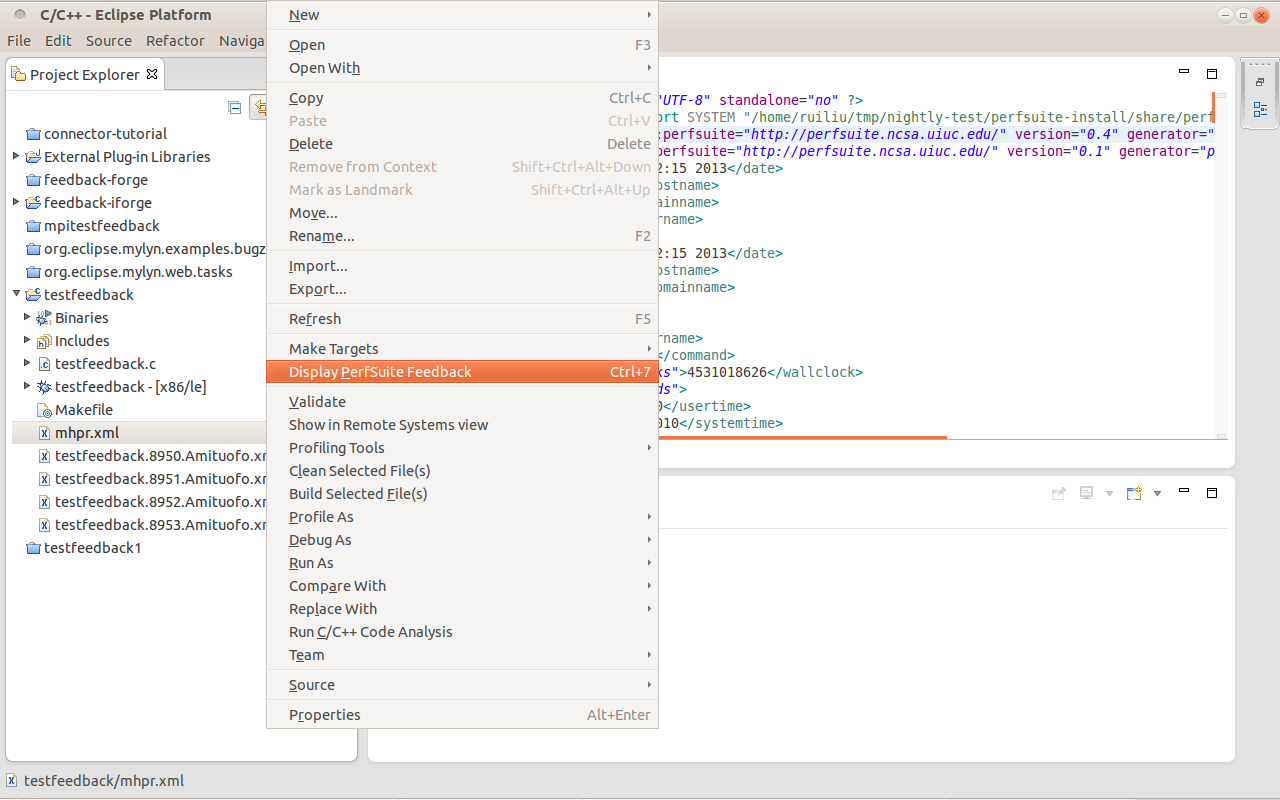 C/C++ - Eclipse Platform
File Edit Source Refactor Naviga
Project Explorer
connector-tutorial
External Plug-in Libraries
feedback-forge
feedback-iforge
mpitestfeedback
org.eclipse.mylyn.examples.bugz
org.eclipse.mylyn.web.tasks
testfeedback
Binaries
Includes
testfeedback.c
testfeedback - [x86/le]
Makefile
mhpr.xml
testfeedback.8950.Amituofo.xm
testfeedback.8951.Amituofo.xm
testfeedback.8952.Amituofo.xm
testfeedback.8953.Amituofo.xm
testfeedback1
New
Open F3
Open With
Copy Ctrl+C
Paste Ctrl+V
Delete Delete
Remove from Context Shift+Ctrl+Alt+Down
Mark as Landmark Shift+Ctrl+Alt+Up
Move...
Rename... F2
Import...
Export...
Refresh F5
Make Targets
Display PerfSuite Feedback Ctrl+7
Validate
Show in Remote Systems view
Profiling Tools
Clean Selected File(s)
Build Selected File(s)
Profile As
Debug As
Run As
Compare With
Replace With
Run C/C++ Code Analysis
Team
Source
Properties Alt+Enter
"UTF-8" standalone="no" ?>
ort SYSTEM "/home/ruiliu/tmp/nightly-test/perfsuite-install/share/perf
:perfsuite="http://perfsuite.ncsa.uiuc.edu/" version="0.4" generator="
perfsuite="http://perfsuite.ncsa.uiuc.edu/" version="0.1" generator="p
2:15 2013</date>
ostname>
ainname>
rname>
2:15 2013</date>
ostname>
omainname>
rname>
</command>
ks">4531018626</wallclock>
ds">
0</usertime>
010</systemtime>
testfeedback/mhpr.xml